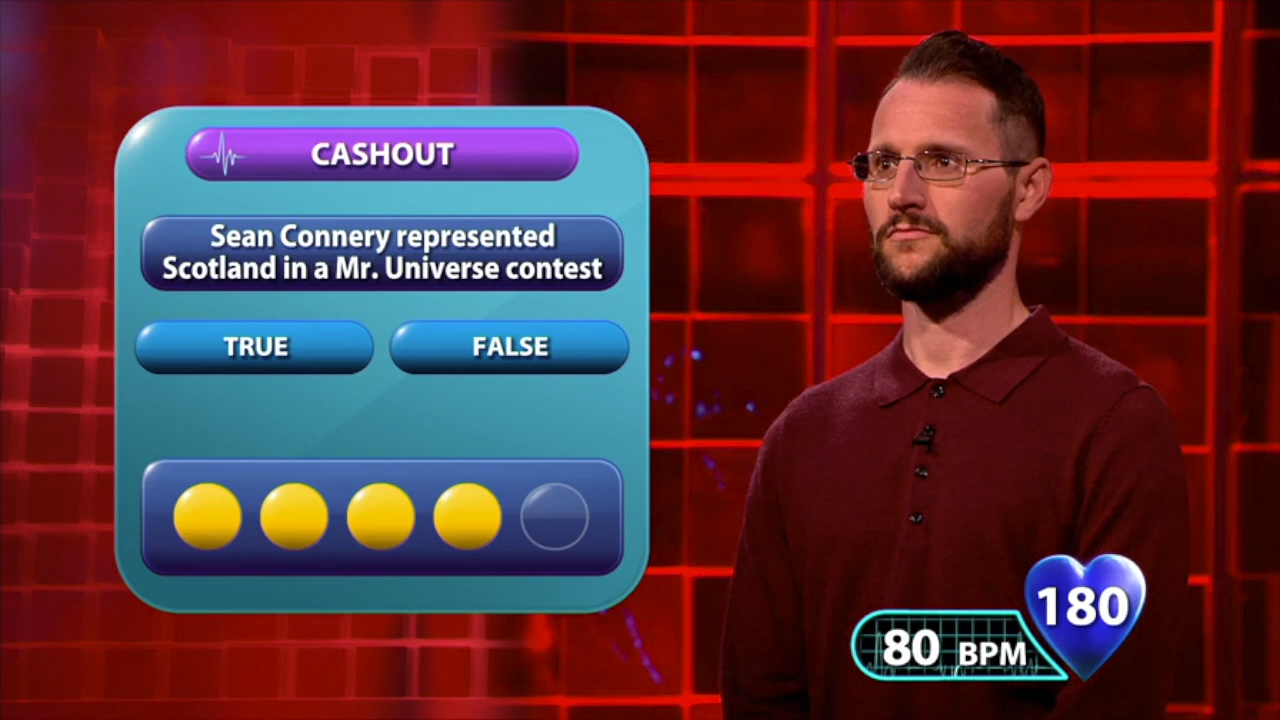 CASHOUT
Sean Connery represented
Scotland in a Mr. Universe contest
TRUE
FALSE
180
80 BPM